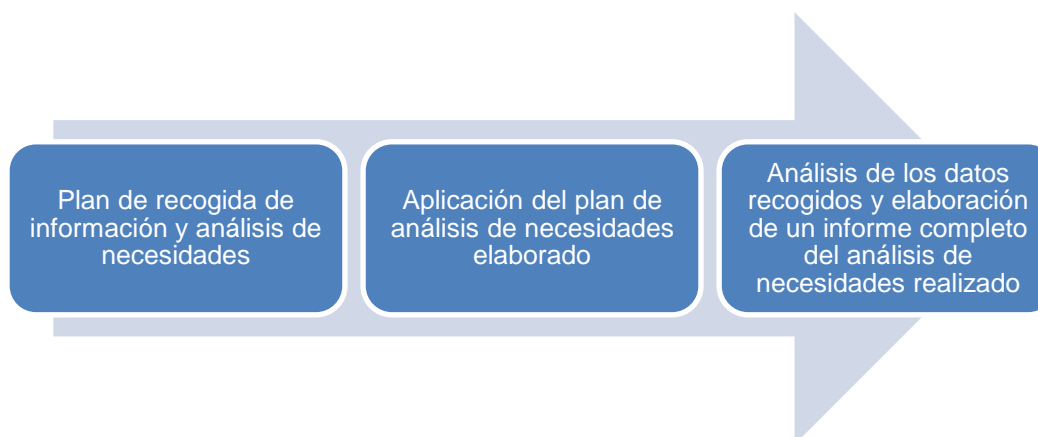 Plan de recogida de
información y análisis de
necesidades
Aplicación del plan de
análisis de necesidades
elaborado
Análisis de los datos
recogidos y elaboración
de un informe completo
del análisis de
necesidades realizado